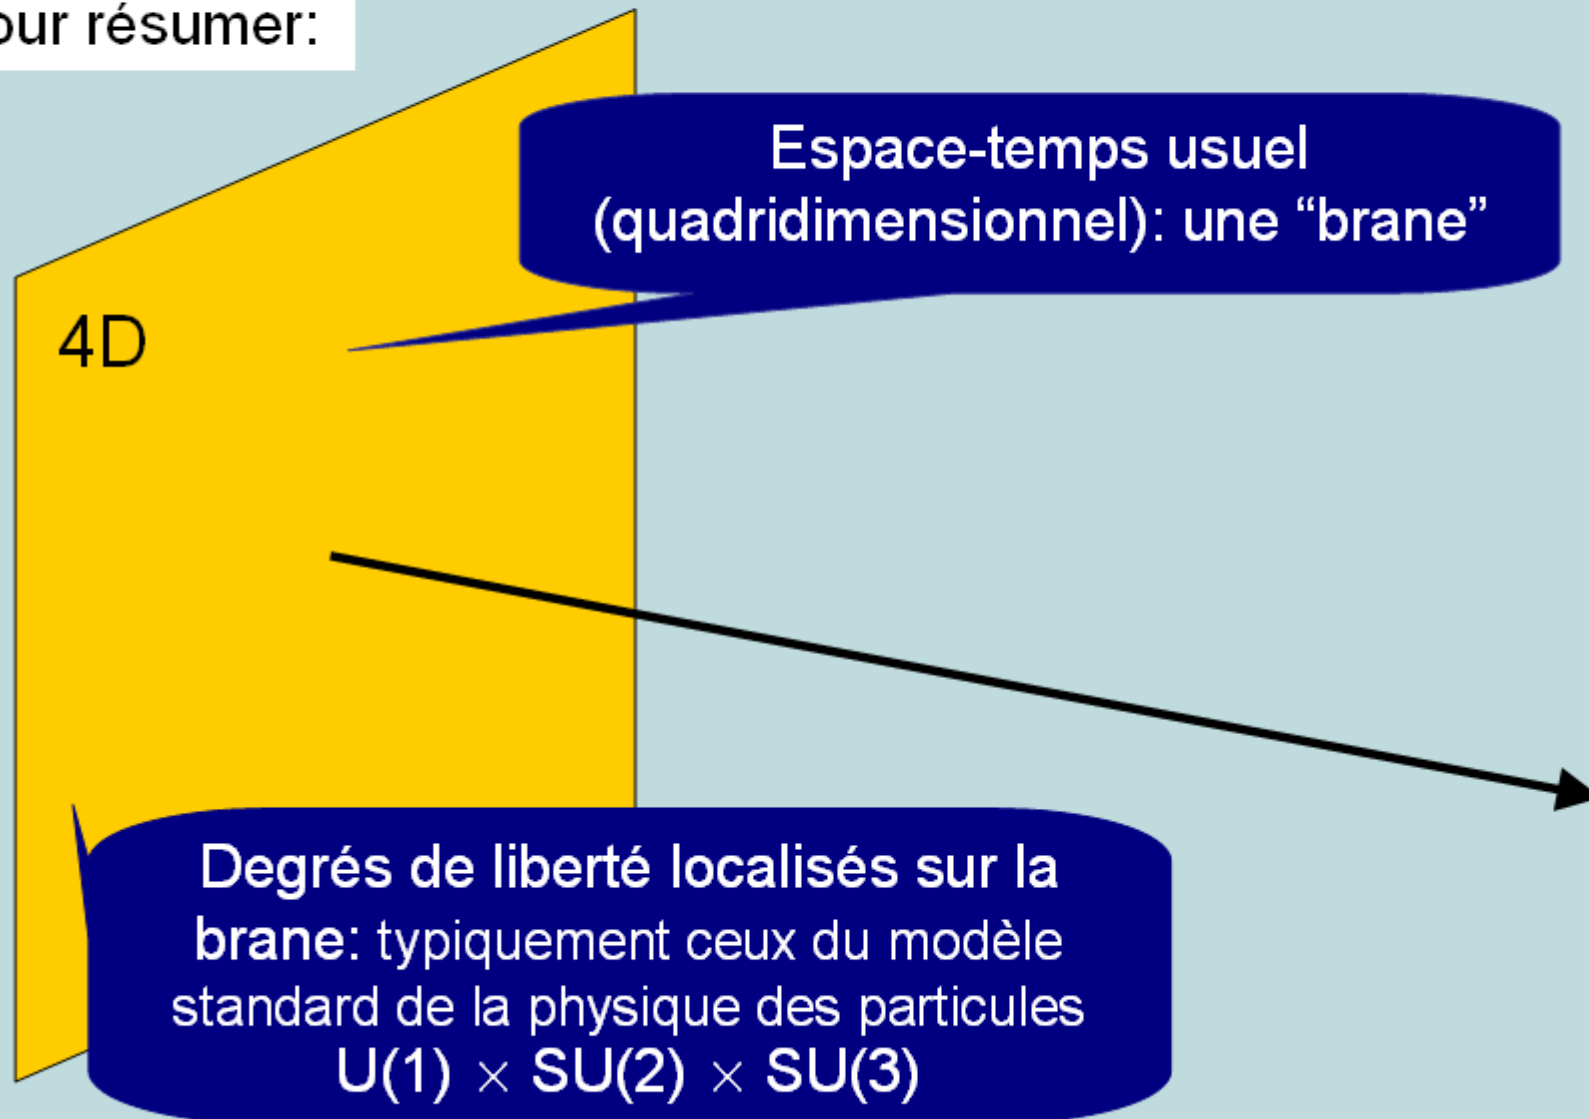 our résumer:
Espace-temps usuel
(quadridimensionnel): une “brane”
4D
Degrés de liberté localisés sur la
brane: typiquement ceux du modèle
standard de la physique des particules
U(1) × SU(2) × SU(3)